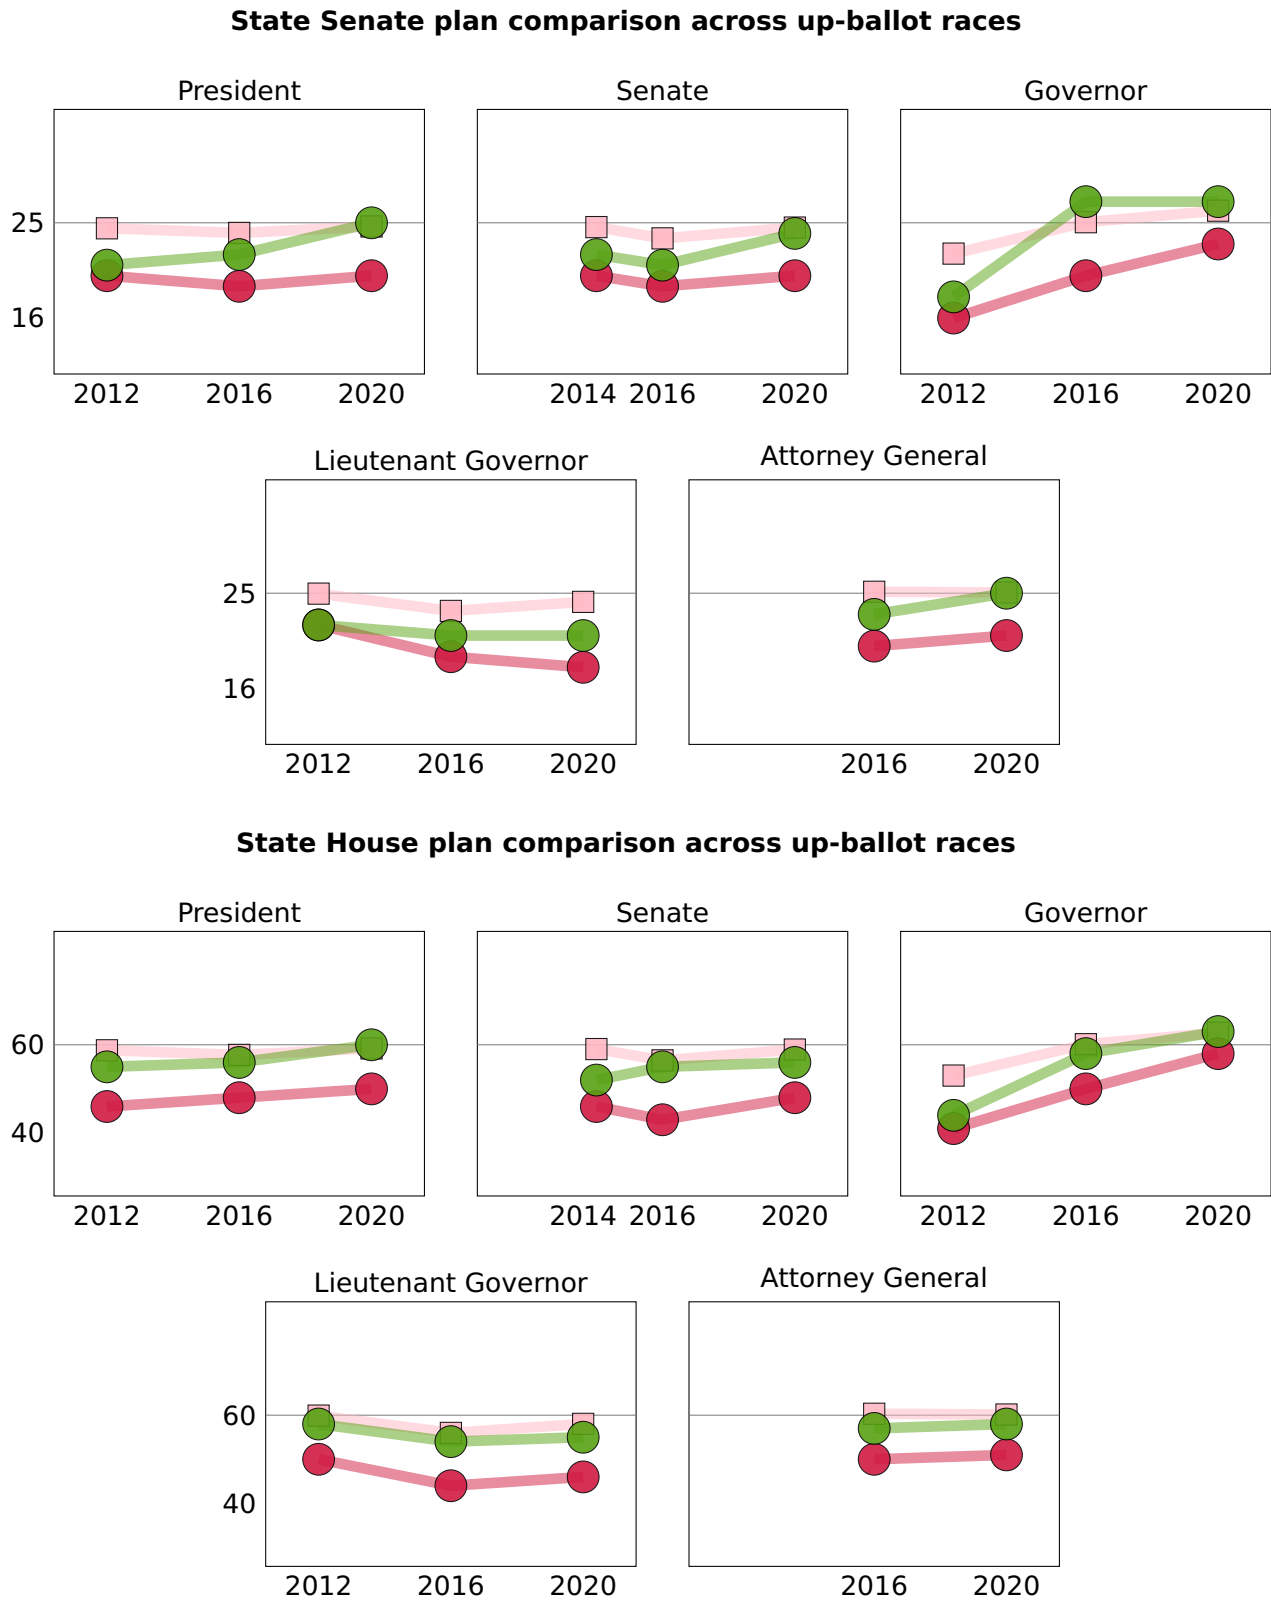 State Senate plan comparison across up-ballot races
President Senate Governor
25
16
2012 2016 2020 2014 2016 2020 2012 2016 2020
Lieutenant Governor Attorney General
25
16
2012 2016 2020 2016 2020
State House plan comparison across up-ballot races
President Senate Governor
60
40
2012 2016 2020 2014 2016 2020 2012 2016 2020
Lieutenant Governor Attorney General
60
40
2012 2016 2020 2016 2020